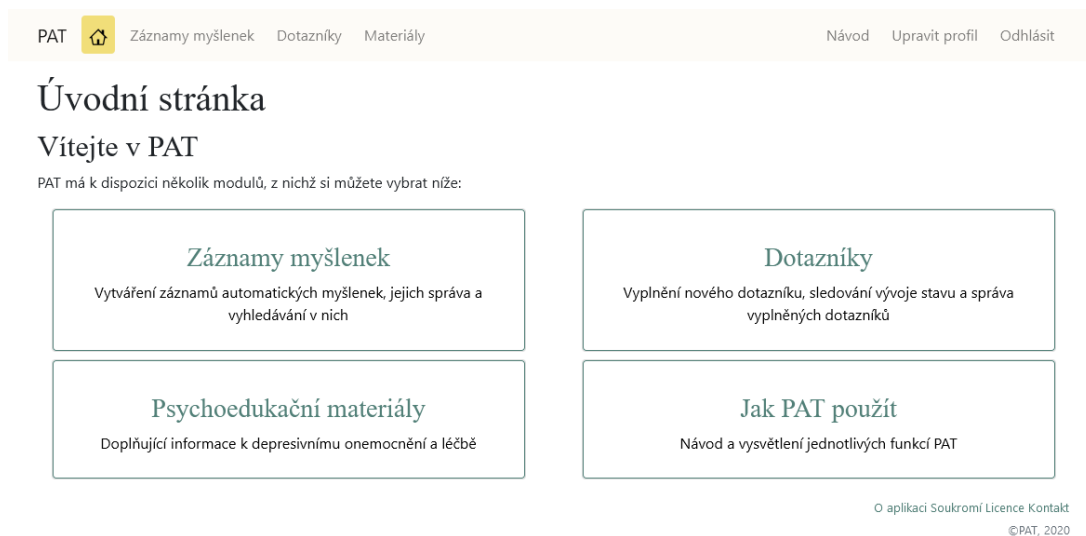 PAT Záznamy myšlenek Dotazníky Materiály Návod Upravit profil Odhlásit
Úvodní stránka
Vítejte v PAT
PAT má k dispozici několik modulů, z nichž si můžete vybrat níže:
Záznamy myšlenek
Vytváření záznamů automatických myšlenek, jejich správa a
vyhledávání v nich
Dotazníky
Vyplnění nového dotazníku, sledování vývoje stavu a správa
vyplněných dotazníků
Psychoedukační materiály
Doplňující informace k depresivnímu onemocnění a léčbě
Jak PAT použít
Návod a vysvětlení jednotlivých funkcí PAT
O aplikaci Soukromí Licence Kontakt
©PAT, 2020